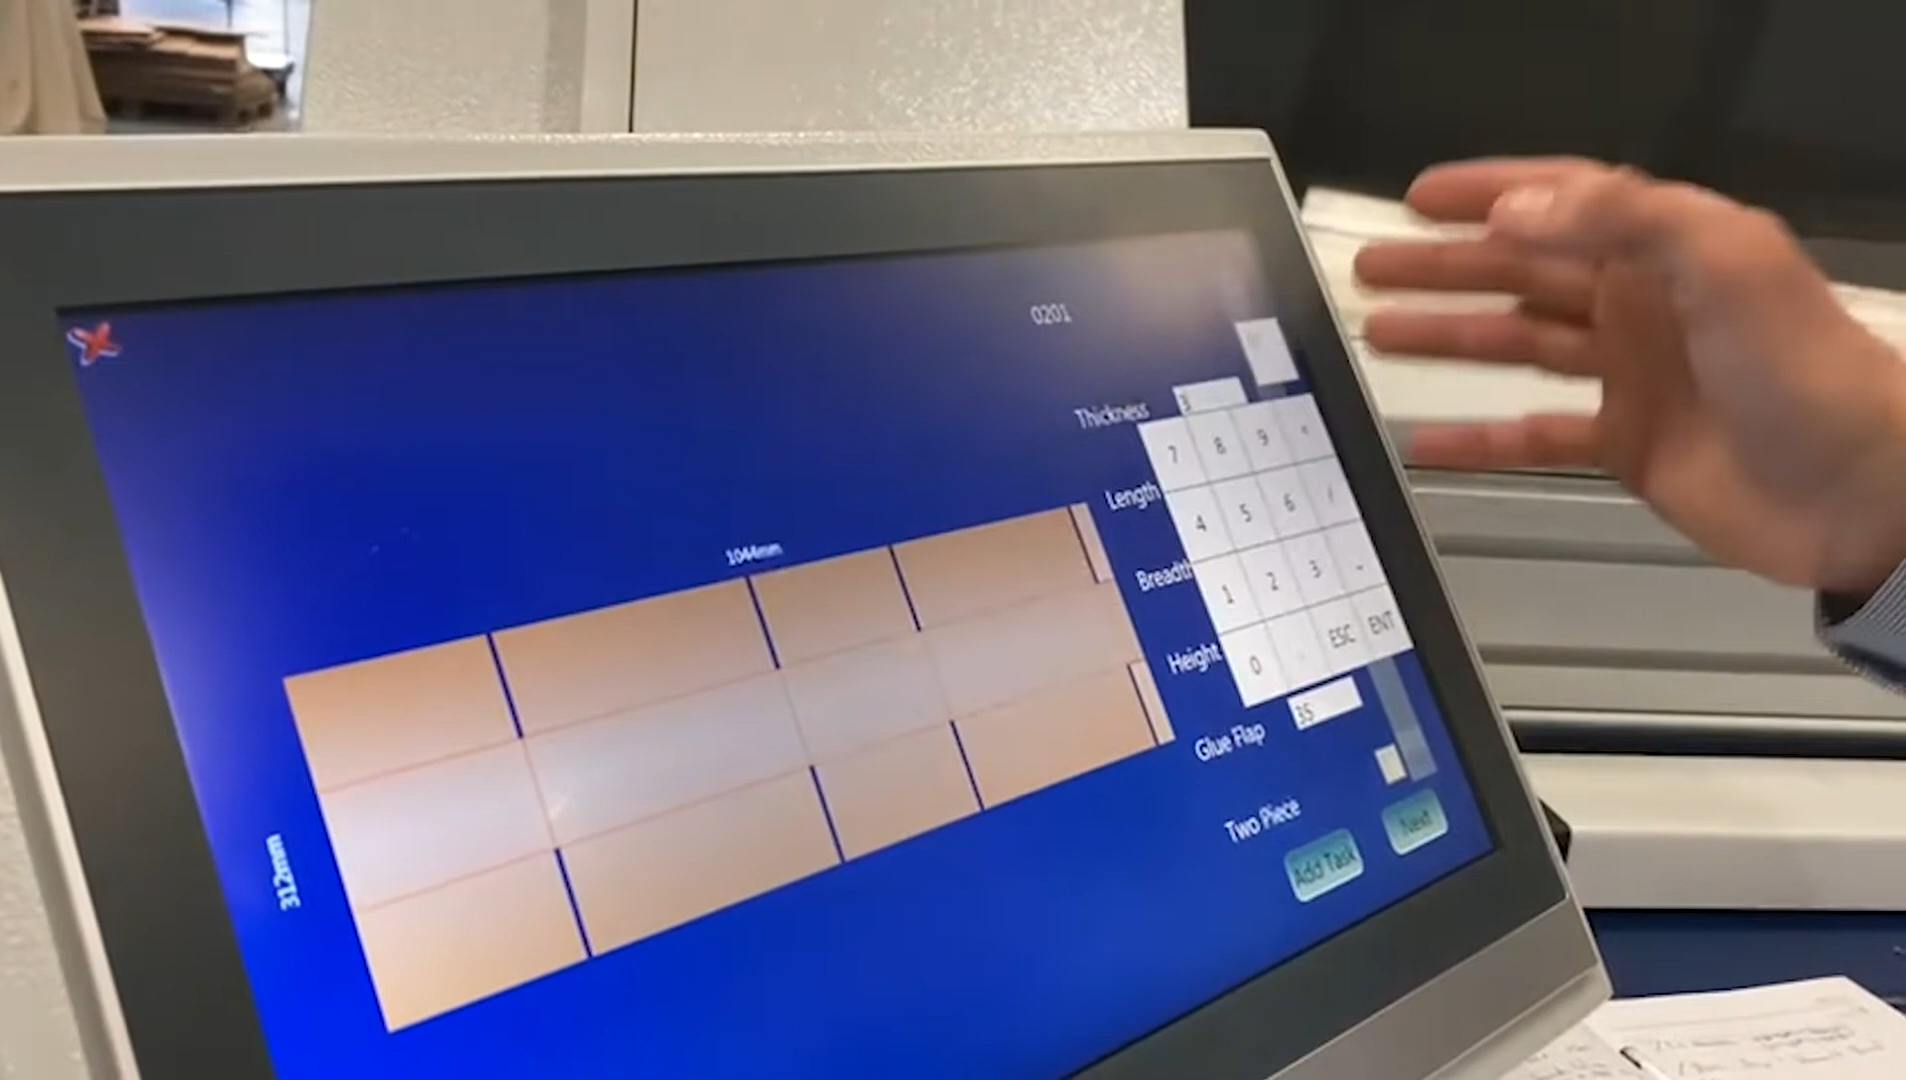 0201
Thickness 3
7 8 9
Length
4 5 6 /
1044mm
Breadth
1 2 3 -
Height
0 . ESC ENT
35
Glue Flap
312mm
Two Piece
Add Task
Next